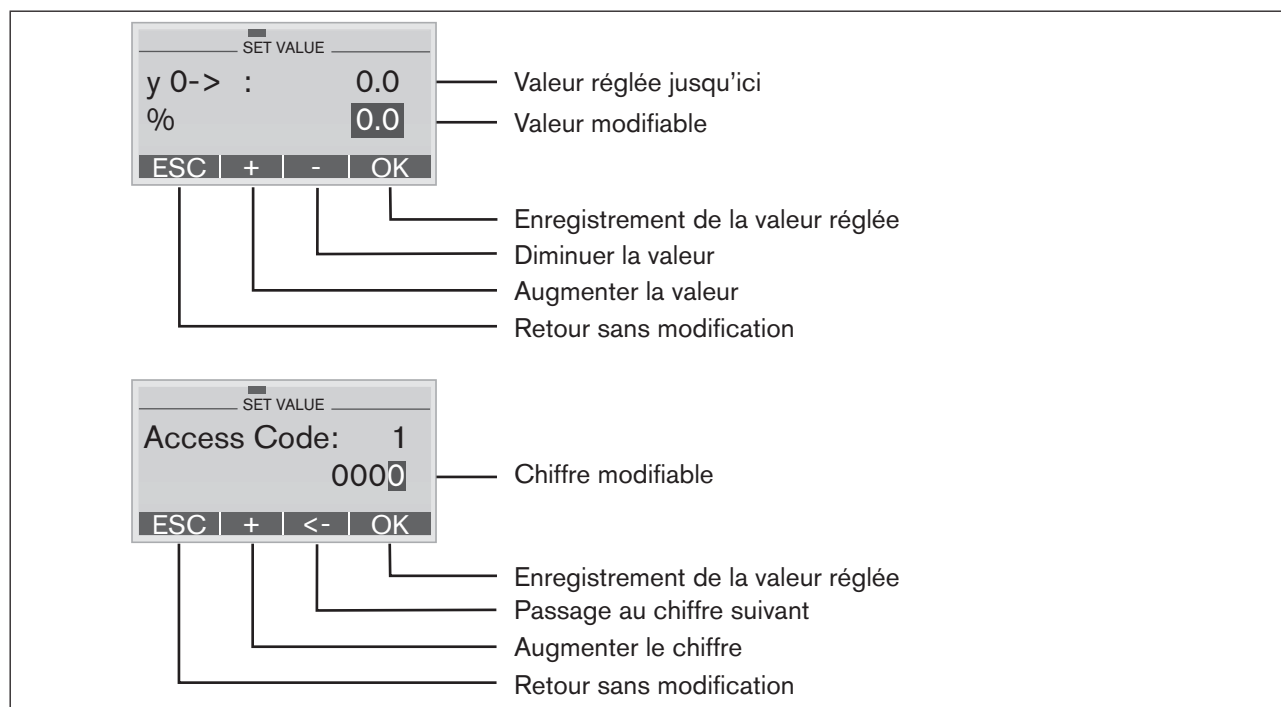 SET VALUE
y 0-> : 0.0 Valeur réglée jusqu'ici
% 0.0 Valeur modifiable
ESC + - OK
Enregistrement de la valeur réglée
Diminuer la valeur
Augmenter la valeur
Retour sans modification
SET VALUE
Access Code: 1
0000 Chiffre modifiable
ESC + <- OK
Enregistrement de la valeur réglée
Passage au chiffre suivant
Augmenter le chiffre
Retour sans modification